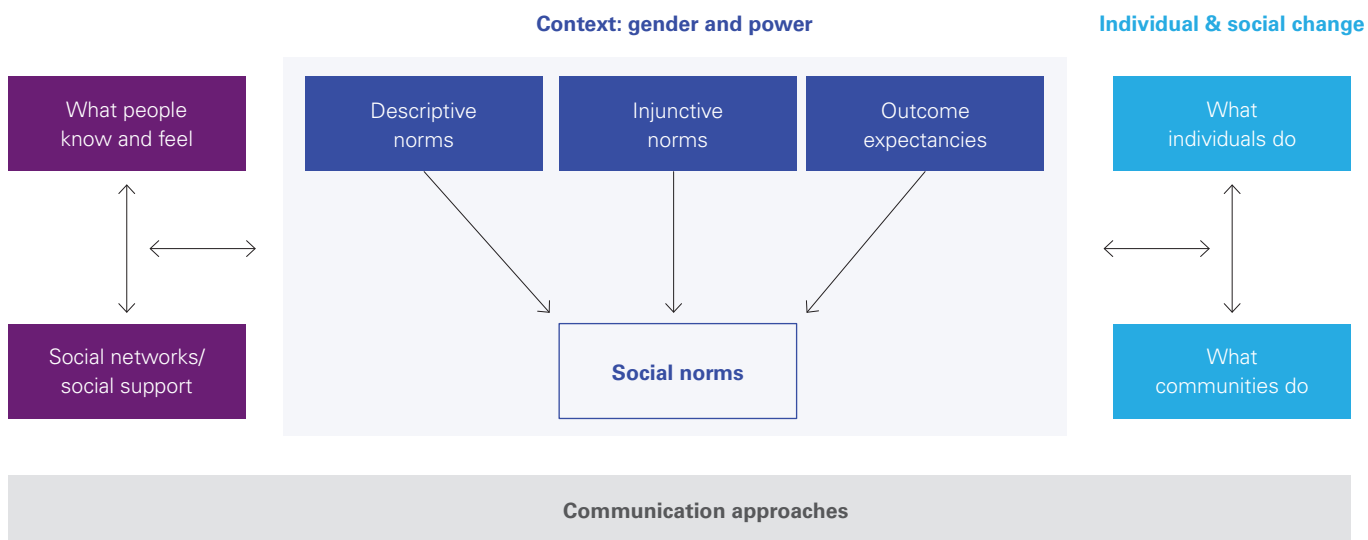 Context: gender and power
Individual & social change
What people
know and feel
Descriptive
norms
Injunctive
norms
Outcome
expectancies
What
individuals do
Social networks/
social support
Social norms
What
communities do
Communication approaches